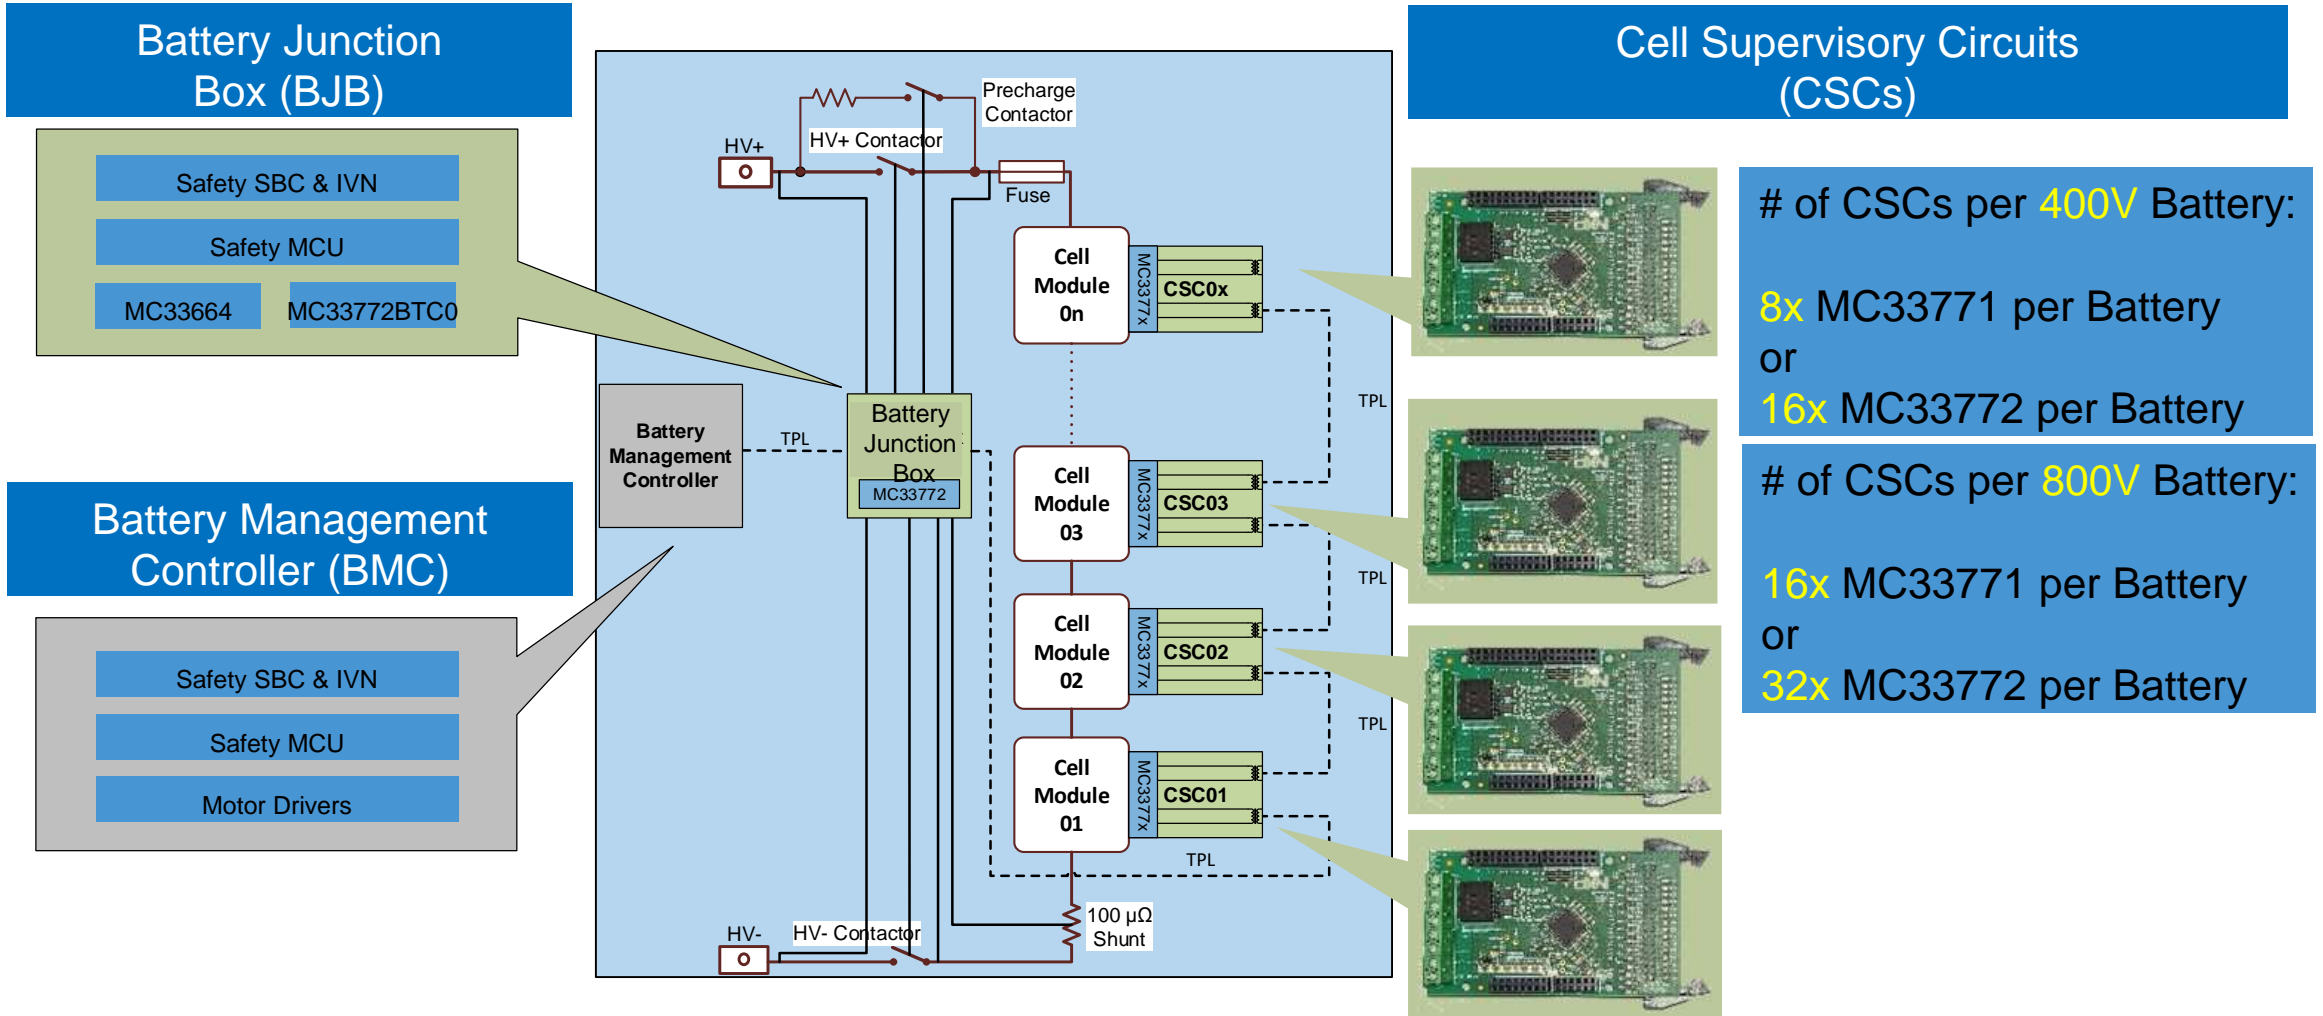 Battery Junction
Box (BJB)
Safety SBC & IVN
Safety MCU
MC33664
MC33772BTC0
Battery Management
Controller (BMC)
Safety SBC & IVN
Safety MCU
Motor Drivers
Precharge
Contactor
HV+ Contactor
HV+
Fuse
Cell
Module
0n
MC3377x
CSC0x
TPL
Battery
Management
Controller
TPL
Battery
Junction
Box
MC33772
Cell
Module
03
MC3377x
CSC03
TPL
Cell
Module
02
MC3377x
CSC02
TPL
Cell
Module
01
MC3377x
CSC01
TPL
100 µΩ
Shunt
HV-
HV- Contactor
Cell Supervisory Circuits
(CSCs)
# of CSCs per 400V Battery:
8x MC33771 per Battery
or
16x MC33772 per Battery
# of CSCs per 800V Battery:
16x MC33771 per Battery
or
32x MC33772 per Battery